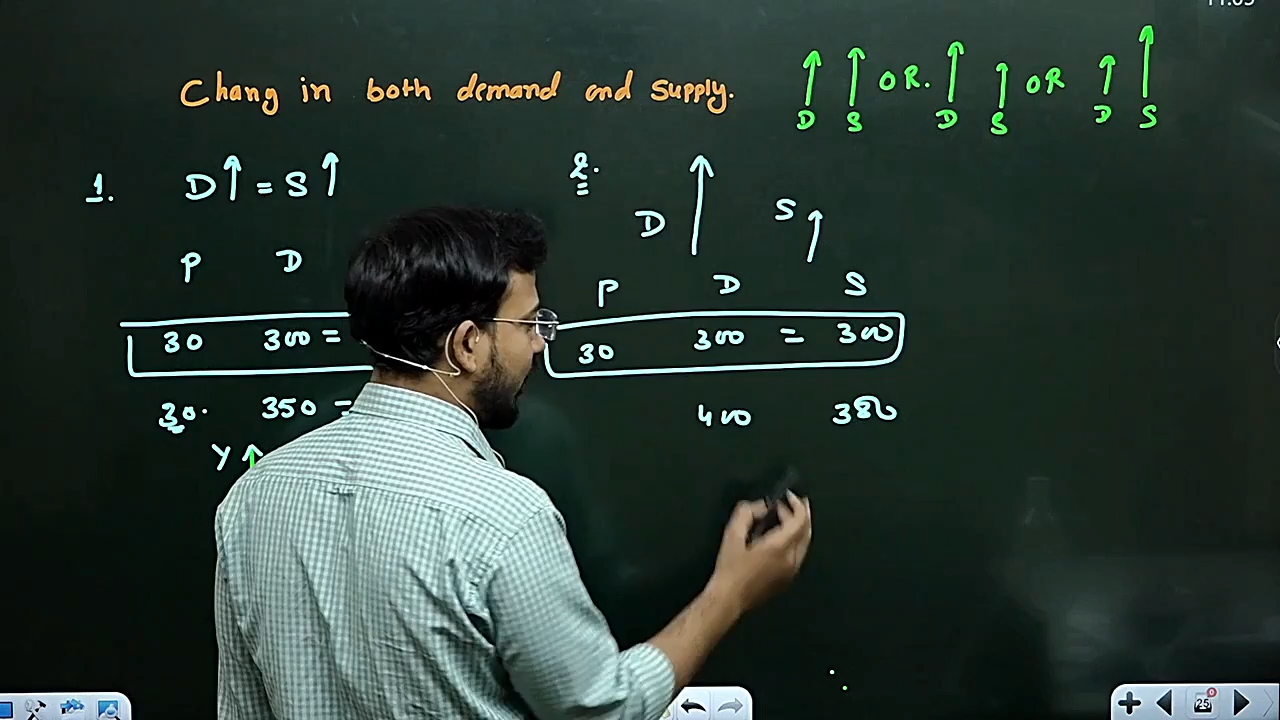 Chang in both demand and supply. ↑ ↑ OR. ↑ ↑ OR ↑ ↑
D S D S D S
1. D↑ = S↑
P D
30 300 =
30. 350 =
Y↑
2.
D ↑ S ↑
P D S
30 300 = 300
400 380
25